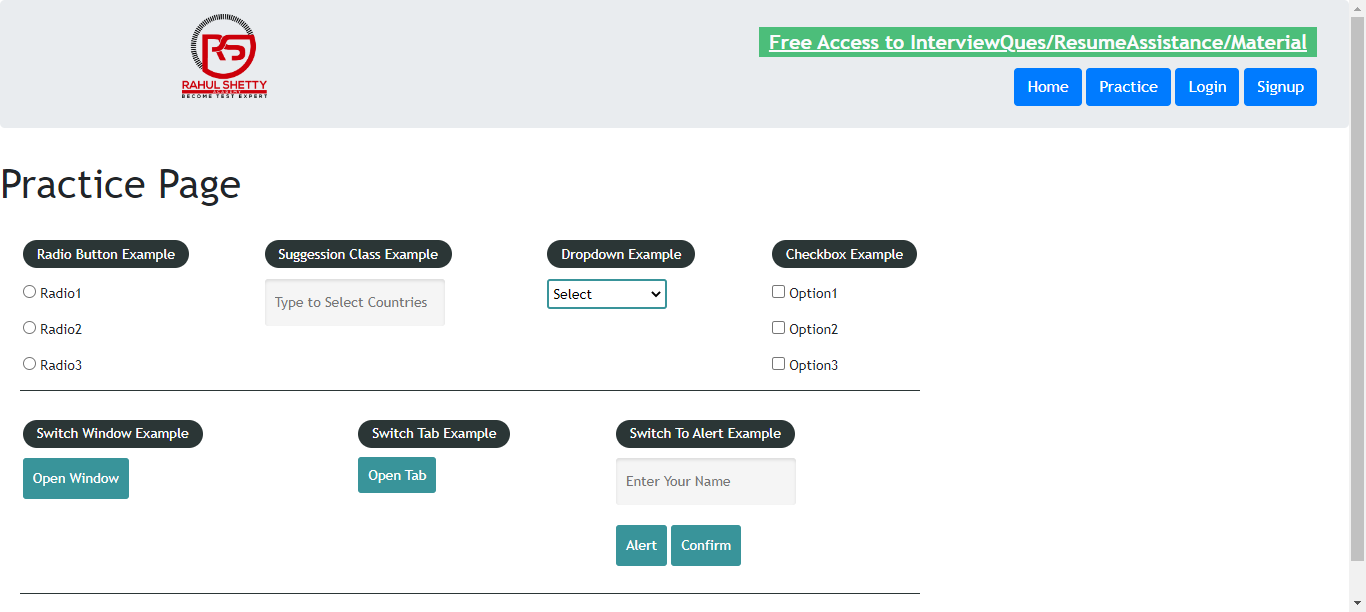 RS
RAHUL SHETTY
ACADEMY
BECOME TEST EXPERT
Free Access to InterviewQues/ResumeAssistance/Material
Home Practice Login Signup
Practice Page
Radio Button Example
Radio1
Radio2
Radio3
Suggession Class Example
Type to Select Countries
Dropdown Example
Select
Checkbox Example
Option1
Option2
Option3
Switch Window Example
Open Window
Switch Tab Example
Open Tab
Switch To Alert Example
Enter Your Name
Alert Confirm